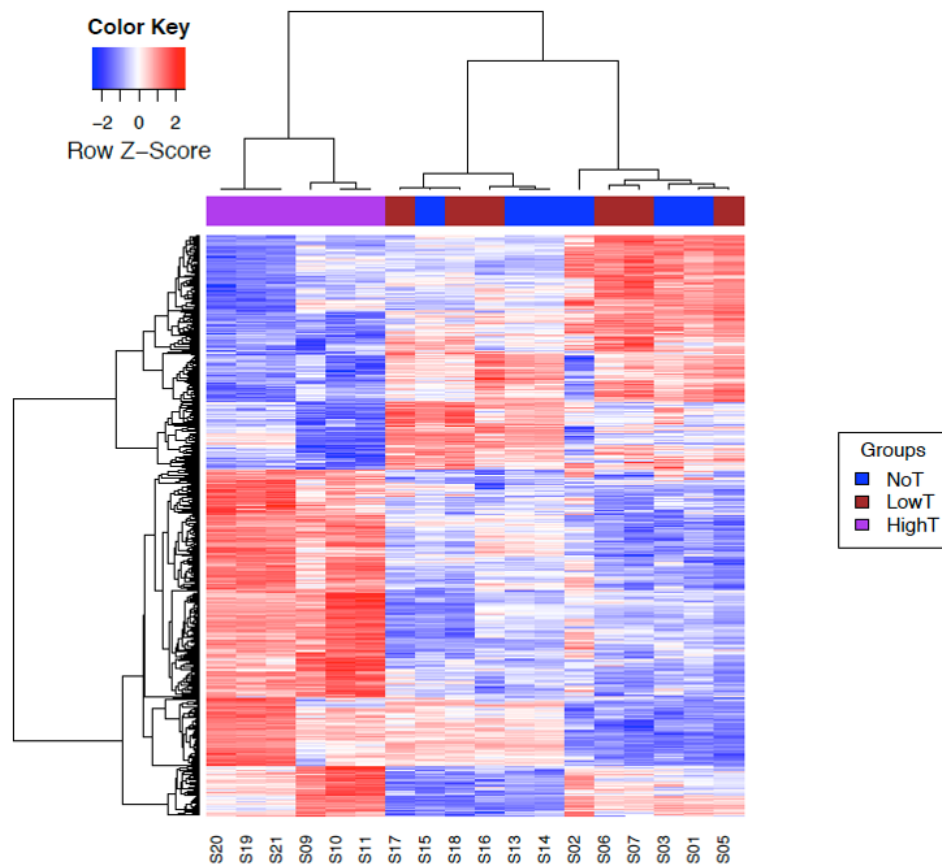 Color Key
−2 0 2
Row Z−Score
Groups
NoT
LowT
HighT
S20 S19 S21 S09 S10 S11 S17 S15 S18 S16 S13 S14 S02 S06 S07 S03 S01 S05